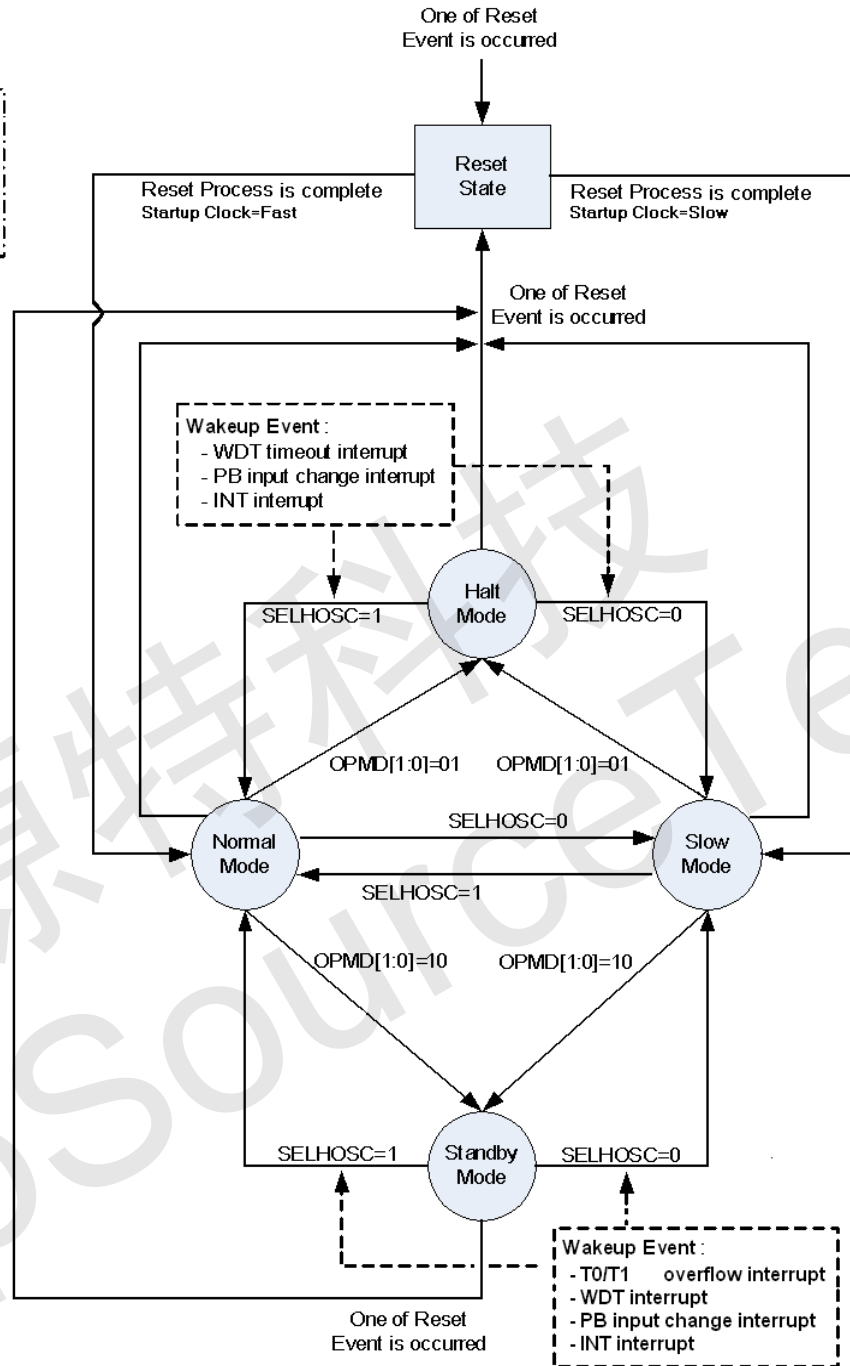 One of Reset
Event is occurred
Reset
State
Reset Process is complete
Startup Clock=Fast
Reset Process is complete
Startup Clock=Slow
One of Reset
Event is occurred
Wakeup Event :
- WDT timeout interrupt
- PB input change interrupt
- INT interrupt
Halt
Mode
SELHOSC=1
SELHOSC=0
OPMD[1:0]=01
OPMD[1:0]=01
SELHOSC=0
Normal
Mode
Slow
Mode
SELHOSC=1
OPMD[1:0]=10
OPMD[1:0]=10
SELHOSC=1
Standby
Mode
SELHOSC=0
Wakeup Event :
- T0/T1 overflow interrupt
- WDT interrupt
- PB input change interrupt
- INT interrupt
One of Reset
Event is occurred
源特科技
oSourceTe